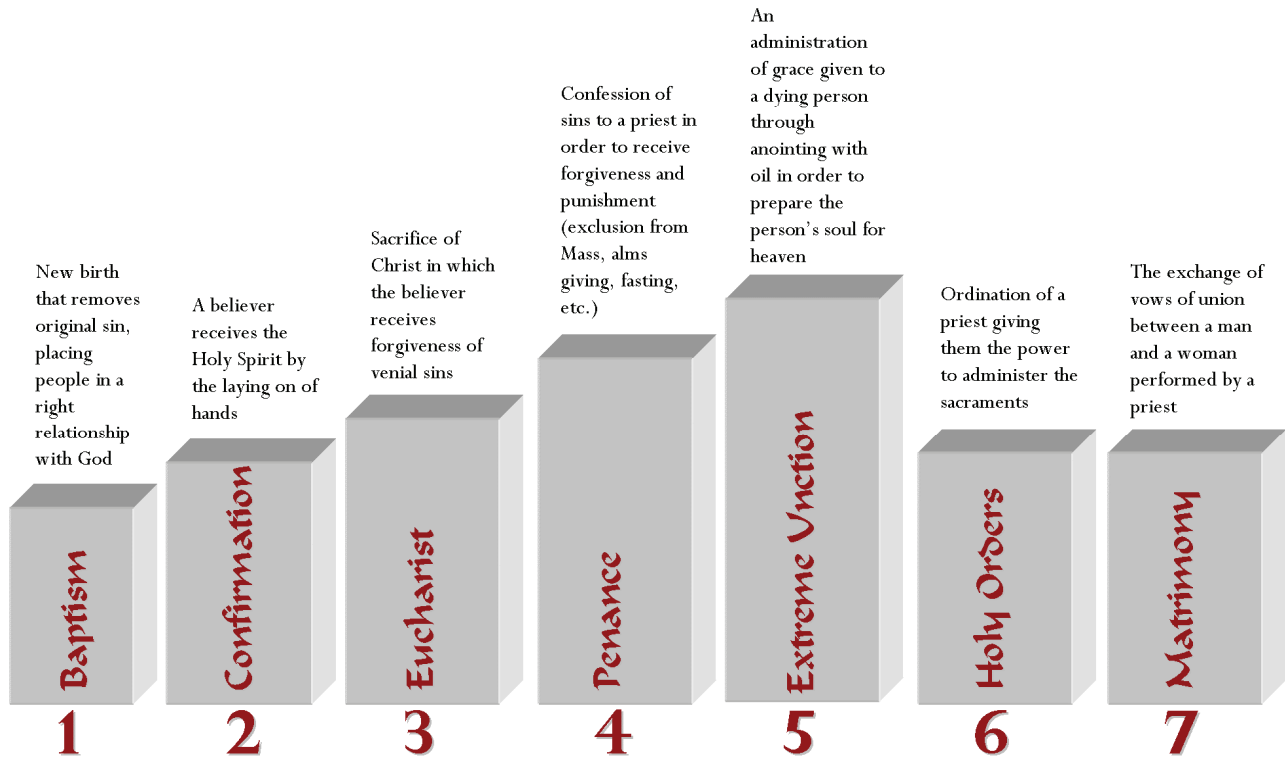 New birth
that removes
original sin,
placing
people in a
right
relationship
with God
Baptism
1
A believer
receives the
Holy Spirit by
the laying on of
hands
Confirmation
2
Sacrifice of
Christ in which
the believer
receives
forgiveness of
venial sins
Eucharist
3
Confession of
sins to a priest in
order to receive
forgiveness and
punishment
(exclusion from
Mass, alms
giving, fasting,
etc.)
Penance
4
An
administration
of grace given to
a dying person
through
anointing with
oil in order to
prepare the
person's soul for
heaven
Extreme Unction
5
Ordination of a
priest giving
them the power
to administer the
sacraments
Holy Orders
6
The exchange of
vows of union
between a man
and a woman
performed by a
priest
Matrimony
7